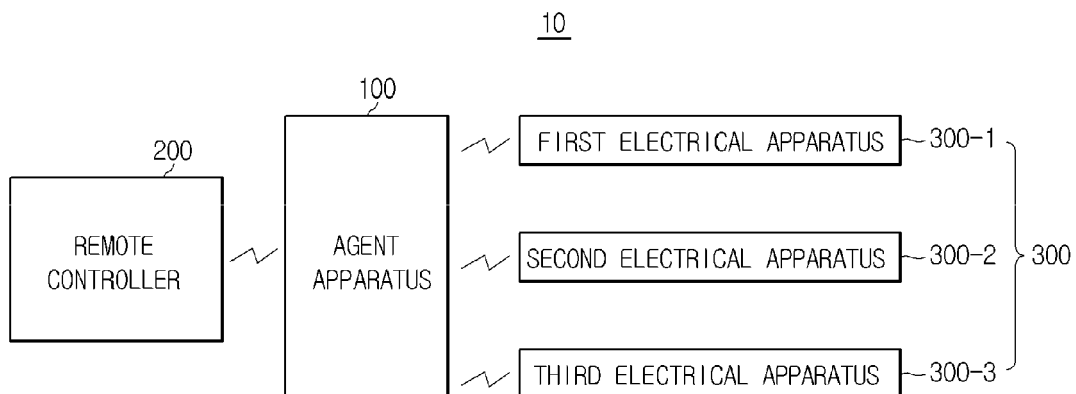 10
100
200
FIRST ELECTRICAL APPARATUS
300-1
REMOTE
CONTROLLER
AGENT
APPARATUS
SECOND ELECTRICAL APPARATUS
300-2
300
THIRD ELECTRICAL APPARATUS
300-3